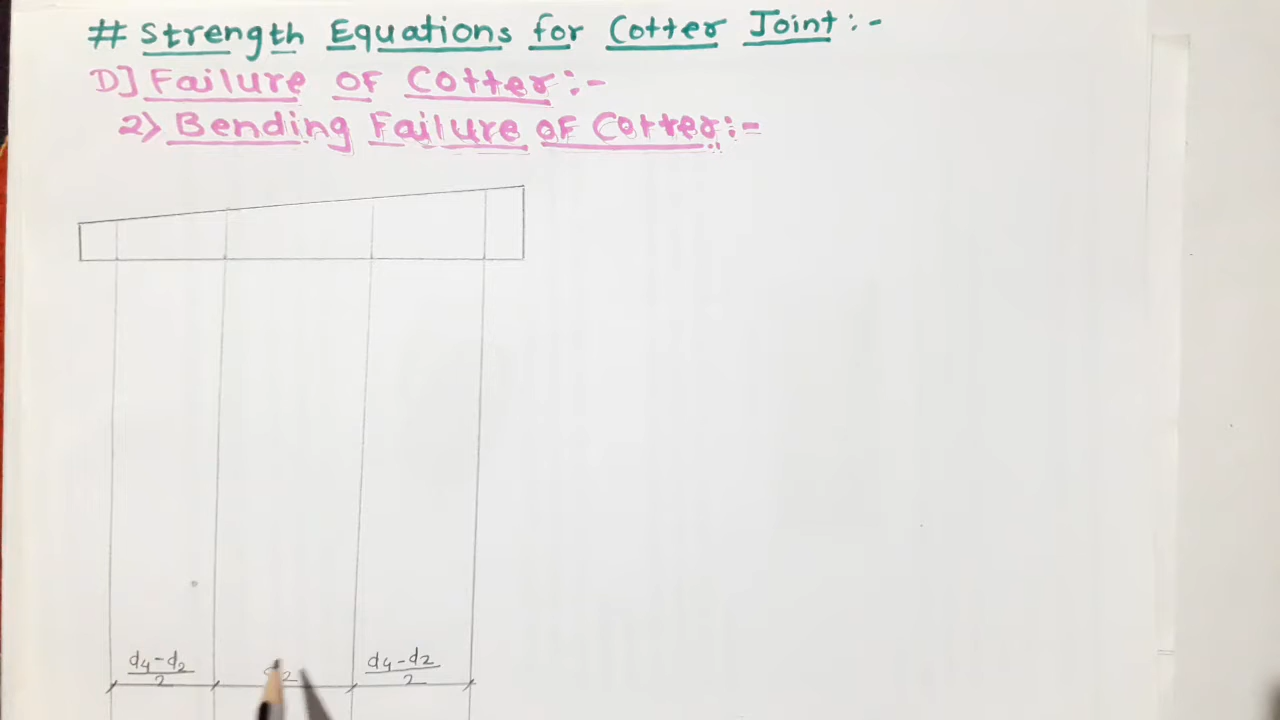 # Strength Equations for Cotter Joint :-
D] Failure of Cotter :-
2) Bending Failure of Cotter :-
d4-d2 d4-d2
2 2 2